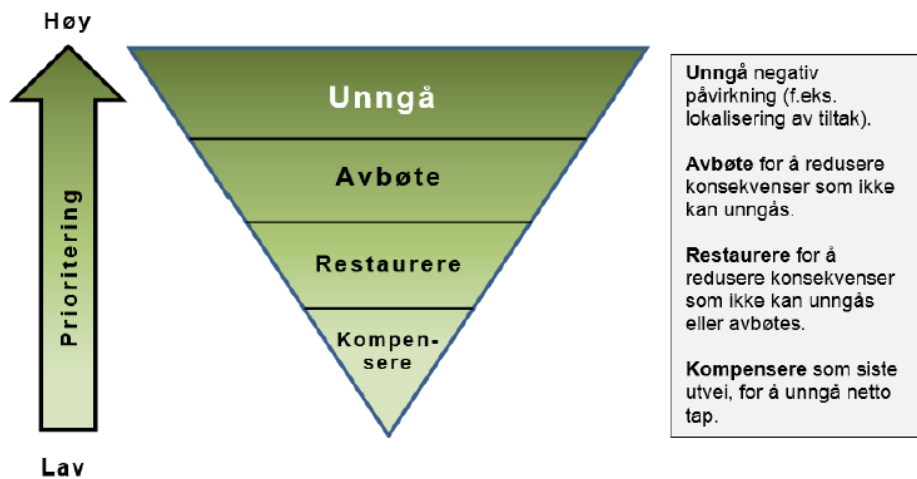 Høy
Prioritering
Lav
Unngå
Avbøte
Restaurere
Kompen-
sere
Unngå negativ
påvirkning (f.eks.
lokalisering av tiltak).
Avbøte for å redusere
konsekvenser som ikke
kan unngås.
Restaurere for å
redusere konsekvenser
som ikke kan unngås
eller avbøtes.
Kompensere som siste
utvei, for å unngå netto
tap.